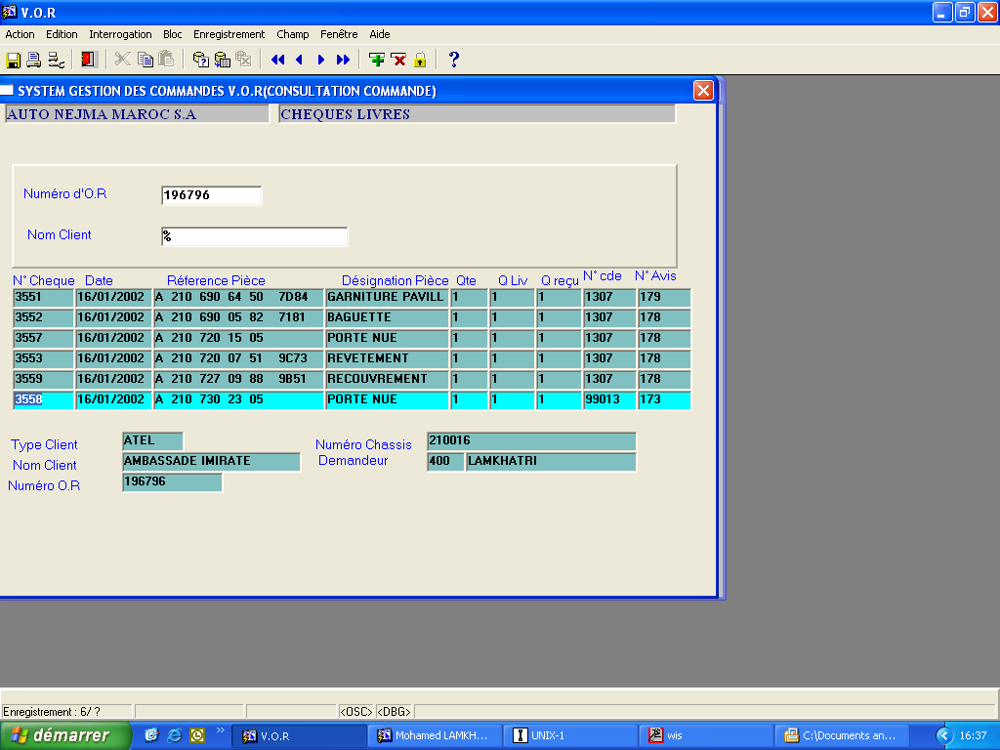 V.O.R
Action Edition Interrogation Bloc Enregistrement Champ Fenêtre Aide
SYSTEM GESTION DES COMMANDES V.O.R(CONSULTATION COMMANDE)
AUTO NEJMA MAROC S.A CHEQUES LIVRES
Numéro d'O.R 196796
Nom Client %
N° Cheque Date Réference Pièce Désignation Pièce Qte Q Liv Q reçu N° cde N° Avis
3551 16/01/2002 A 210 690 64 50 7D84 GARNITURE PAVILL 1 1 1 1307 179
3552 16/01/2002 A 210 690 05 82 7181 BAGUETTE 1 1 1 1307 178
3557 16/01/2002 A 210 720 15 05 PORTE NUE 1 1 1 1307 178
3553 16/01/2002 A 210 720 07 51 9C73 REVETEMENT 1 1 1 1307 178
3559 16/01/2002 A 210 727 09 88 9B51 RECOUVREMENT 1 1 1 1307 178
3558 16/01/2002 A 210 730 23 05 PORTE NUE 1 1 1 99013 173
Type Client ATEL Numéro Chassis 210016
Nom Client AMBASSADE IMIRATE Demandeur 400 LAMKHATRI
Numéro O.R 196796
Enregistrement : 6/ ? <OSC> <DBG>
démarrer V.O.R Mohamed LAMKH... UNIX-1 wis C:\Documents an... 16:37